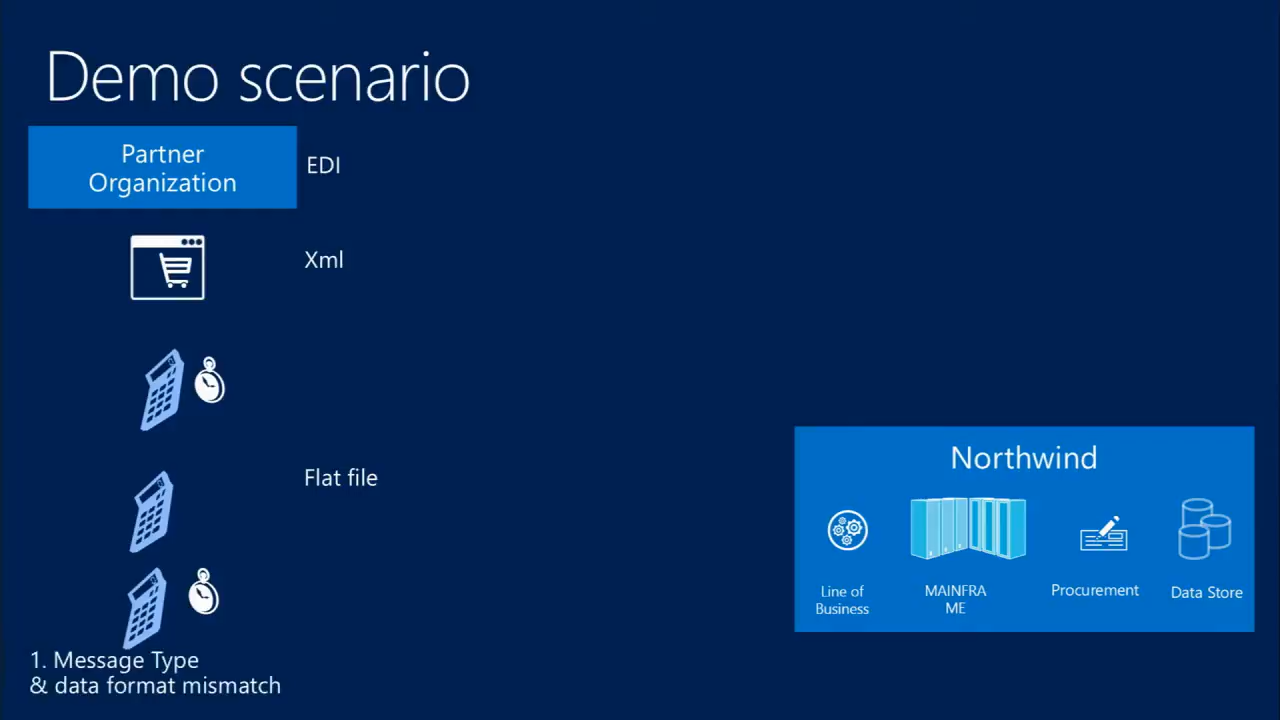 Demo scenario
Partner
Organization
EDI
Xml
Flat file
Northwind
Line of
Business
MAINFRA
ME
Procurement
Data Store
1. Message Type
& data format mismatch